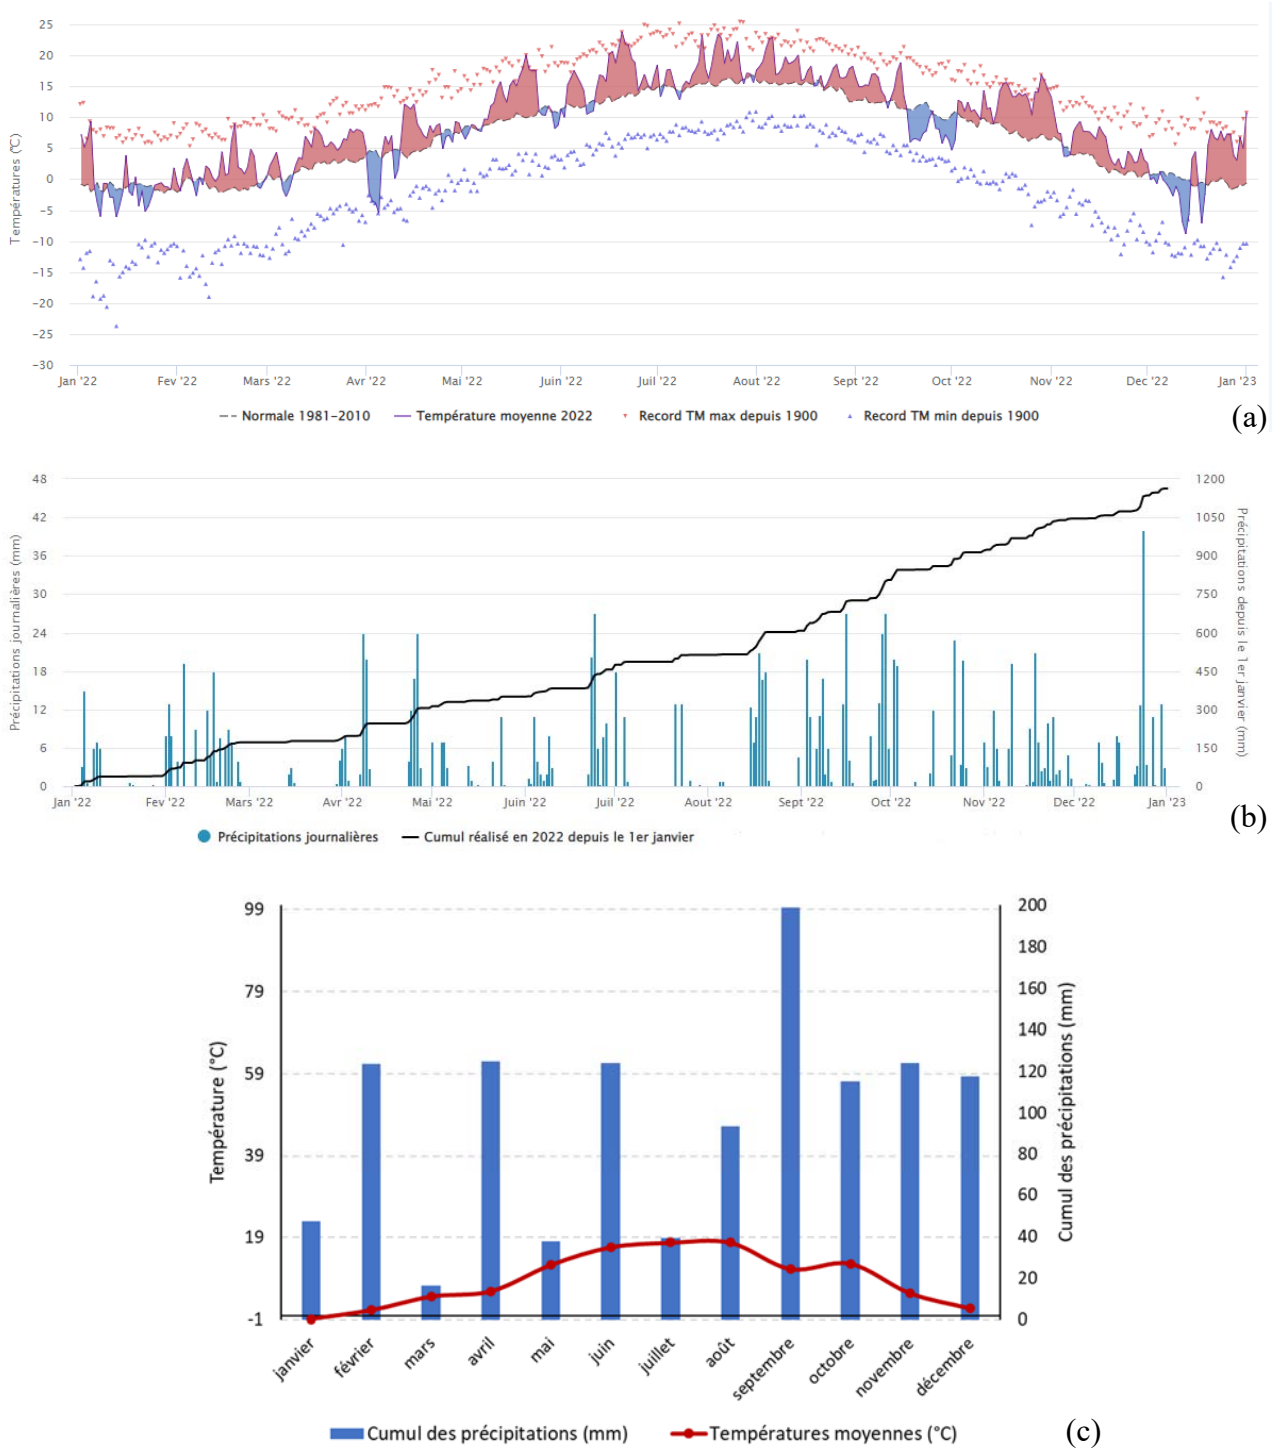 25
20
15
10
5
0
−5
−10
−15
−20
−25
−30
Températures (°C)
Jan '22 Fev '22 Mars '22 Avr '22 Mai '22 Juin '22 Juil '22 Aout '22 Sept '22 Oct '22 Nov '22 Dec '22 Jan '23
Normale 1981−2010 Température moyenne 2022 Record TM max depuis 1900 Record TM min depuis 1900
(a)
48 1200
42 1050
36 900
30 750
24 600
18 450
12 300
6 150
0 0
Précipitations journalières (mm)
Précipitations depuis le 1er janvier (mm)
Jan '22 Fev '22 Mars '22 Avr '22 Mai '22 Juin '22 Juil '22 Aout '22 Sept '22 Oct '22 Nov '22 Dec '22 Jan '23
Précipitations journalières Cumul réalisé en 2022 depuis le 1er janvier
(b)
99
79
59
39
19
-1
Température (°C)
200
180
160
140
120
100
80
60
40
20
0
Cumul des précipitations (mm)
janvier février mars avril mai juin juillet août septembre octobre novembre décembre
Cumul des précipitations (mm) Températures moyennes (°C)
(c)